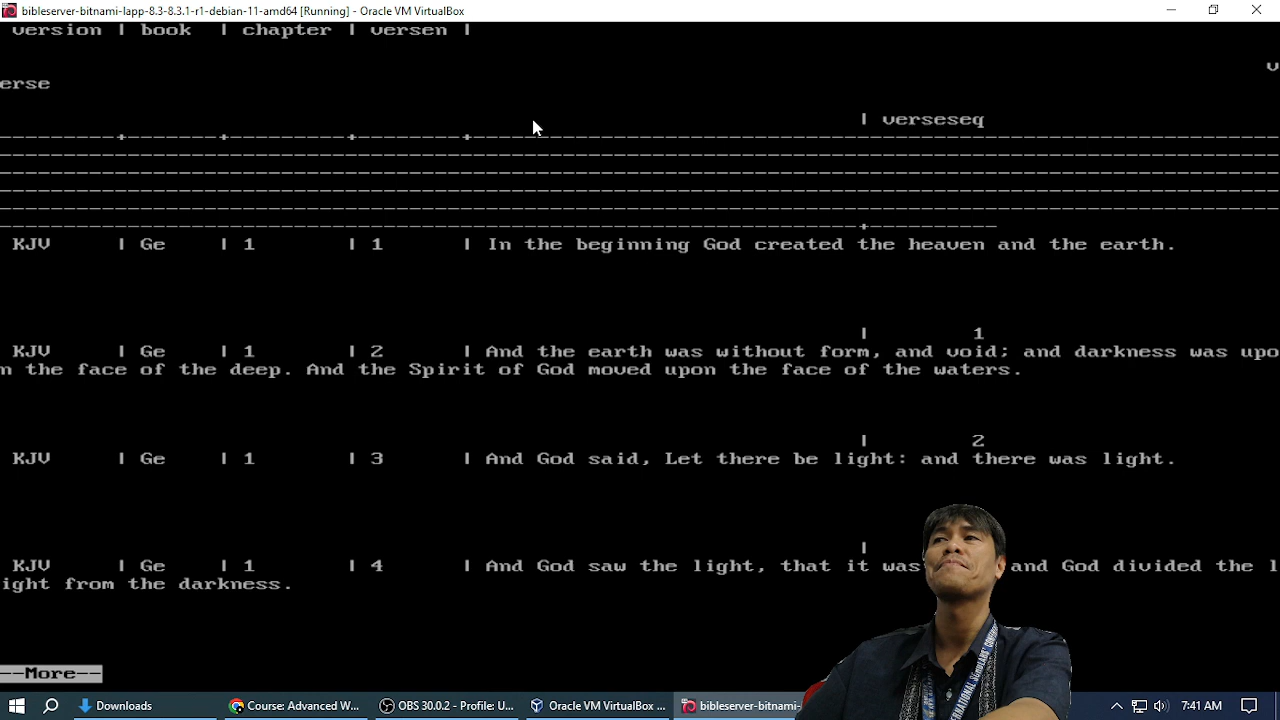 bibleserver-bitnami-lapp-8.3-8.3.1-r1-debian-11-amd64 [Running] - Oracle VM VirtualBox
version | book | chapter | versen |
v
erse
| verseseq
KJV | Ge | 1 | 1 | In the beginning God created the heaven and the earth.
| 1
KJV | Ge | 1 | 2 | And the earth was without form, and void; and darkness was upo
n the face of the deep. And the Spirit of God moved upon the face of the waters.
| 2
KJV | Ge | 1 | 3 | And God said, Let there be light: and there was light.
|
KJV | Ge | 1 | 4 | And God saw the light, that it was and God divided the l
ight from the darkness.
--More--
Downloads
Course: Advanced W...
OBS 30.0.2 - Profile: U...
Oracle VM VirtualBox ...
bibleserver-bitnami-
7:41 AM